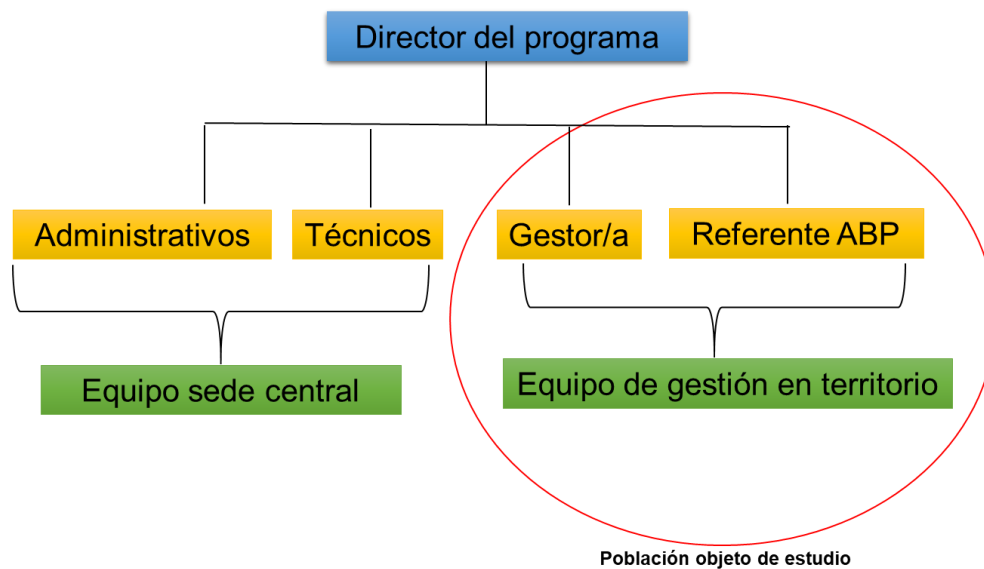 Director del programa
Administrativos
Técnicos
Gestor/a
Referente ABP
Equipo sede central
Equipo de gestión en territorio
Población objeto de estudio